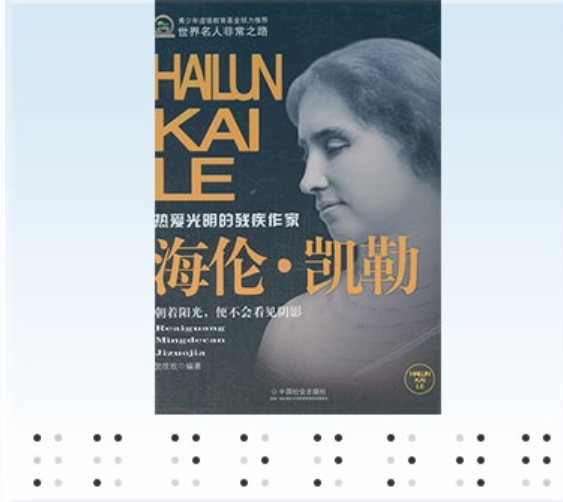 青少年道德教育基金倾力推荐
世界名人非常之路
HAILUN
KAI
LE
热爱光明的残疾作家
海伦·凯勒
朝着阳光，便不会看见阴影
Reaiguang
Mingdecan
Jizuojia
编著
HAILUN
KAI
LE
中国社会出版社